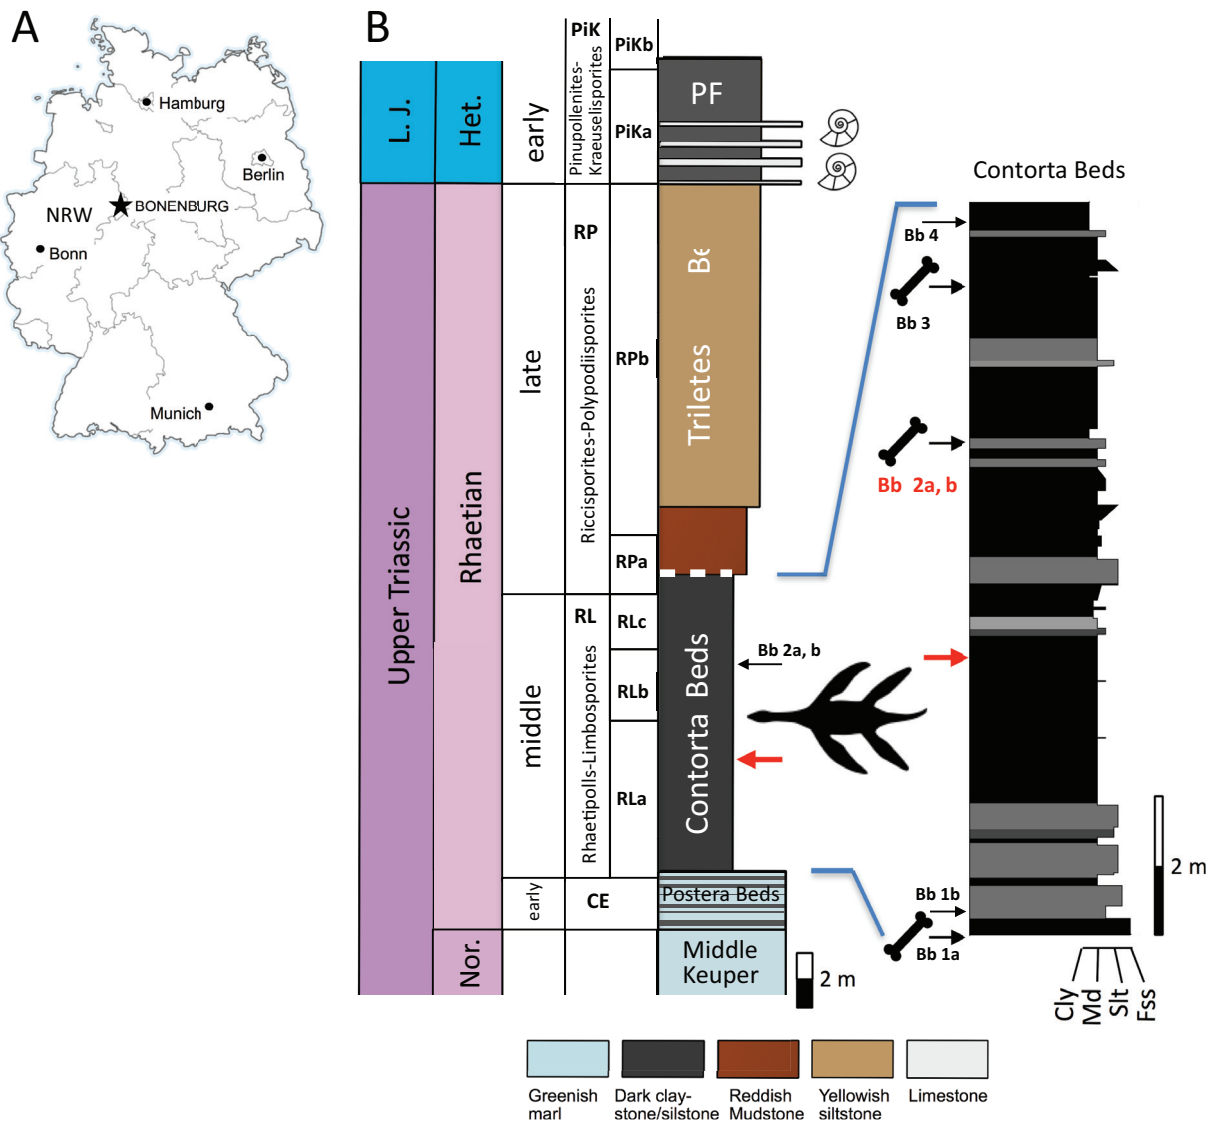 A
Hamburg
Berlin
NRW
BONENBURG
Bonn
Munich
B
L. J.
Het.
early
PiK
Pinupollenites-
Kraeuselisporites
PiKb
PiKa
PF
Upper Triassic
Rhaetian
late
RP
Riccisporites-Polypodiisporites
RPb
RPa
Triletes Be
middle
RL
Rhaetipolls-Limbosporites
RLc
RLb
RLa
Contorta Beds
Bb 2a, b
early
CE
Postera Beds
Nor.
Middle
Keuper
2 m
Contorta Beds
Bb 4
Bb 3
Bb 2a, b
Bb 1b
Bb 1a
2 m
Cly
Md
Slt
Fss
Greenish
marl
Dark clay-
stone/silstone
Reddish
Mudstone
Yellowish
siltstone
Limestone